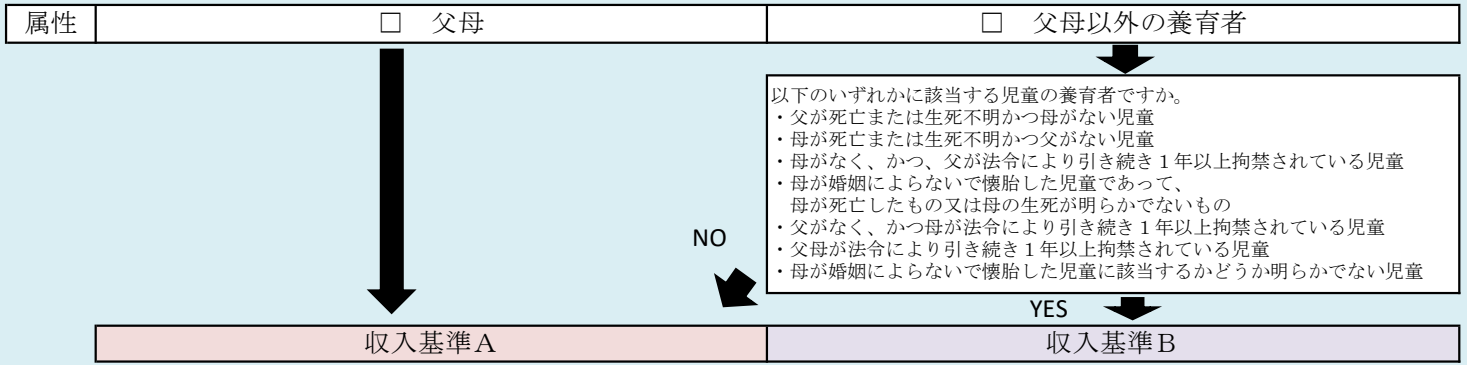 属性
□ 父母
□ 父母以外の養育者
以下のいずれかに該当する児童の養育者ですか。
・父が死亡または生死不明かつ母がない児童
・母が死亡または生死不明かつ父がない児童
・母がなく、かつ、父が法令により引き続き１年以上拘禁されている児童
・母が婚姻によらないで懐胎した児童であって、
母が死亡したもの又は母の生死が明らかでないもの
・父がなく、かつ母が法令により引き続き１年以上拘禁されている児童
・父母が法令により引き続き１年以上拘禁されている児童
・母が婚姻によらないで懐胎した児童に該当するかどうか明らかでない児童
NO
YES
収入基準Ａ
収入基準Ｂ